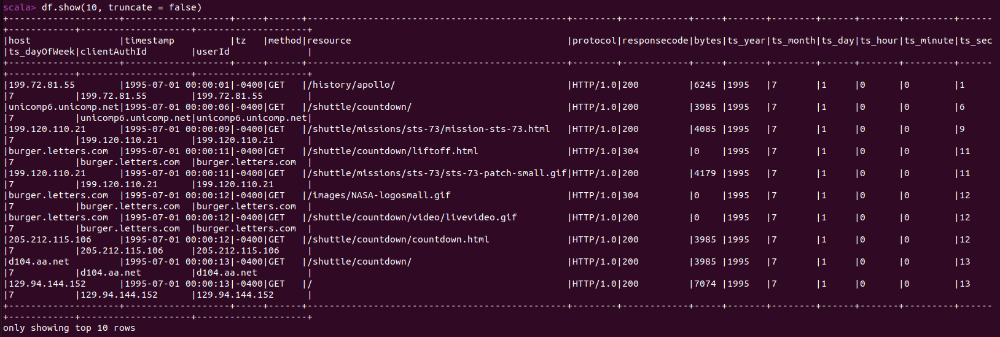 scala> df.show(10, truncate = false)
+--------------------+-------------------+-----+------+-----------------------------------------------+--------+------------+-----+-------+--------+------+-------+---------+------
+------------+--------------------+--------------------+
|host                |timestamp          |tz   |method|resource                                       |protocol|responsecode|bytes|ts_year|ts_month|ts_day|ts_hour|ts_minute|ts_sec
|ts_dayOfWeek|clientAuthId        |userId              |
+--------------------+-------------------+-----+------+-----------------------------------------------+--------+------------+-----+-------+--------+------+-------+---------+------
+------------+--------------------+--------------------+
|199.72.81.55        |1995-07-01 00:00:01|-0400|GET   |/history/apollo/                               |HTTP/1.0|200         |6245 |1995   |7       |1     |0      |0        |1
|7           |199.72.81.55        |199.72.81.55        |
|unicomp6.unicomp.net|1995-07-01 00:00:06|-0400|GET   |/shuttle/countdown/                            |HTTP/1.0|200         |3985 |1995   |7       |1     |0      |0        |6
|7           |unicomp6.unicomp.net|unicomp6.unicomp.net|
|199.120.110.21      |1995-07-01 00:00:09|-0400|GET   |/shuttle/missions/sts-73/mission-sts-73.html   |HTTP/1.0|200         |4085 |1995   |7       |1     |0      |0        |9
|7           |199.120.110.21      |199.120.110.21      |
|burger.letters.com  |1995-07-01 00:00:11|-0400|GET   |/shuttle/countdown/liftoff.html                |HTTP/1.0|304         |0    |1995   |7       |1     |0      |0        |11
|7           |burger.letters.com  |burger.letters.com  |
|199.120.110.21      |1995-07-01 00:00:11|-0400|GET   |/shuttle/missions/sts-73/sts-73-patch-small.gif|HTTP/1.0|200         |4179 |1995   |7       |1     |0      |0        |11
|7           |199.120.110.21      |199.120.110.21      |
|burger.letters.com  |1995-07-01 00:00:12|-0400|GET   |/images/NASA-logosmall.gif                     |HTTP/1.0|304         |0    |1995   |7       |1     |0      |0        |12
|7           |burger.letters.com  |burger.letters.com  |
|burger.letters.com  |1995-07-01 00:00:12|-0400|GET   |/shuttle/countdown/video/livevideo.gif         |HTTP/1.0|200         |0    |1995   |7       |1     |0      |0        |12
|7           |burger.letters.com  |burger.letters.com  |
|205.212.115.106     |1995-07-01 00:00:12|-0400|GET   |/shuttle/countdown/countdown.html              |HTTP/1.0|200         |3985 |1995   |7       |1     |0      |0        |12
|7           |205.212.115.106     |205.212.115.106     |
|d104.aa.net         |1995-07-01 00:00:13|-0400|GET   |/shuttle/countdown/                            |HTTP/1.0|200         |3985 |1995   |7       |1     |0      |0        |13
|7           |d104.aa.net         |d104.aa.net         |
|129.94.144.152      |1995-07-01 00:00:13|-0400|GET   |/                                              |HTTP/1.0|200         |7074 |1995   |7       |1     |0      |0        |13
|7           |129.94.144.152      |129.94.144.152      |
+--------------------+-------------------+-----+------+-----------------------------------------------+--------+------------+-----+-------+--------+------+-------+---------+------
+------------+--------------------+--------------------+
only showing top 10 rows